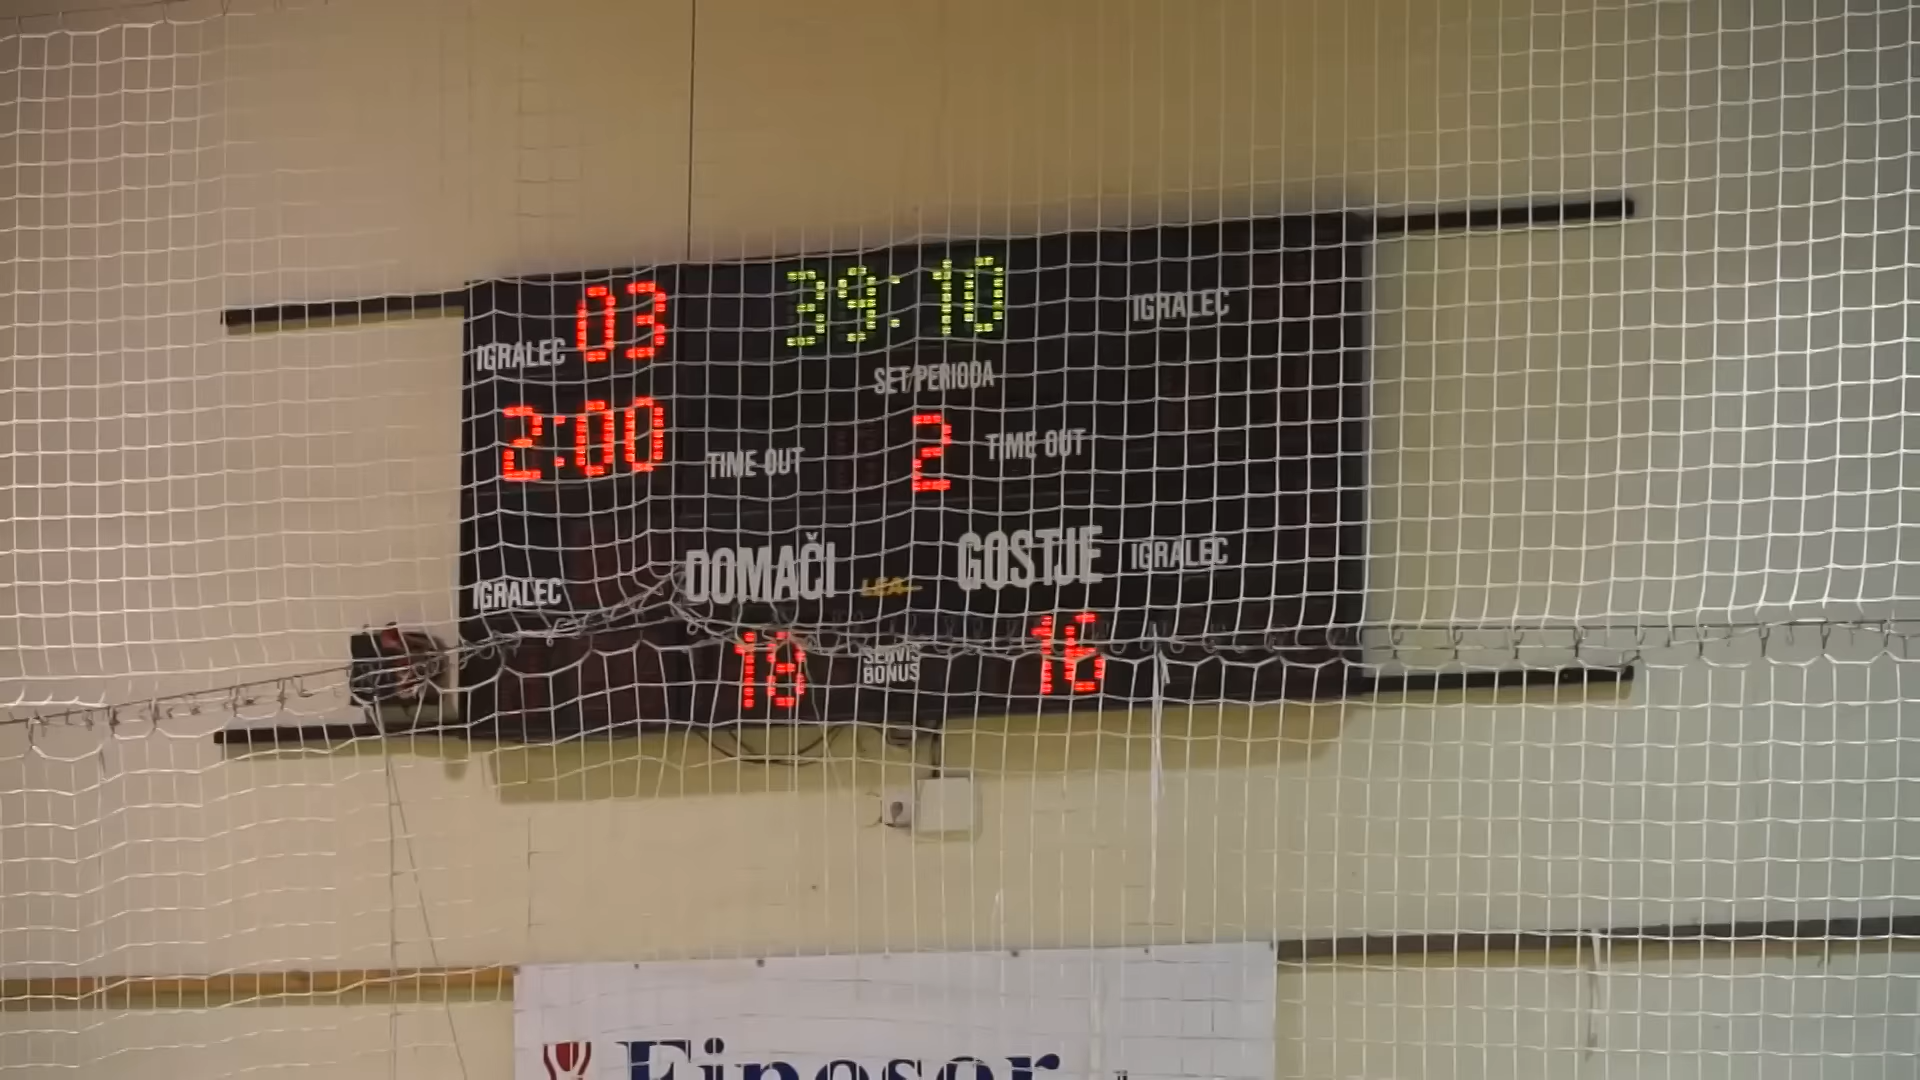 03
39:10
IGRALEC
IGRALEC
SET/PERIODA
2:00
TIME OUT
2
TIME OUT
DOMAČI
LEA
GOSTJE
IGRALEC
IGRALEC
16
SERVIS
BONUS